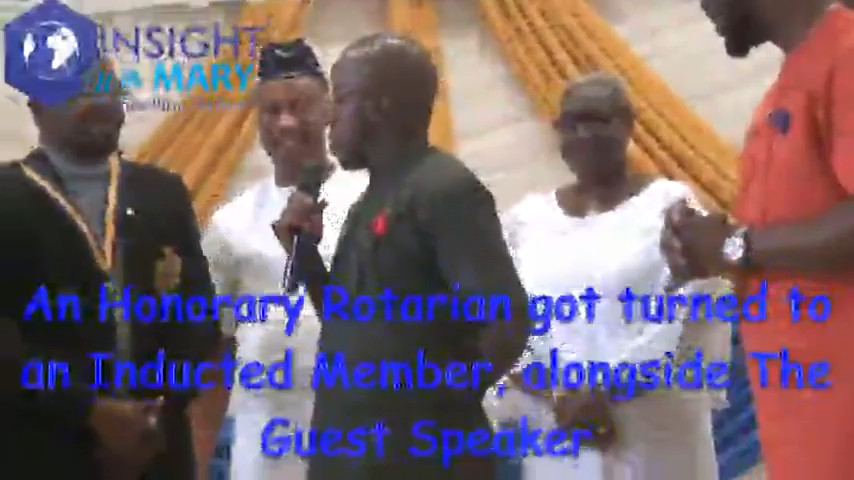 INSIGHT
MARY
An Honorary Rotarian got turned to
an Inducted Member, alongside The
Guest Speaker